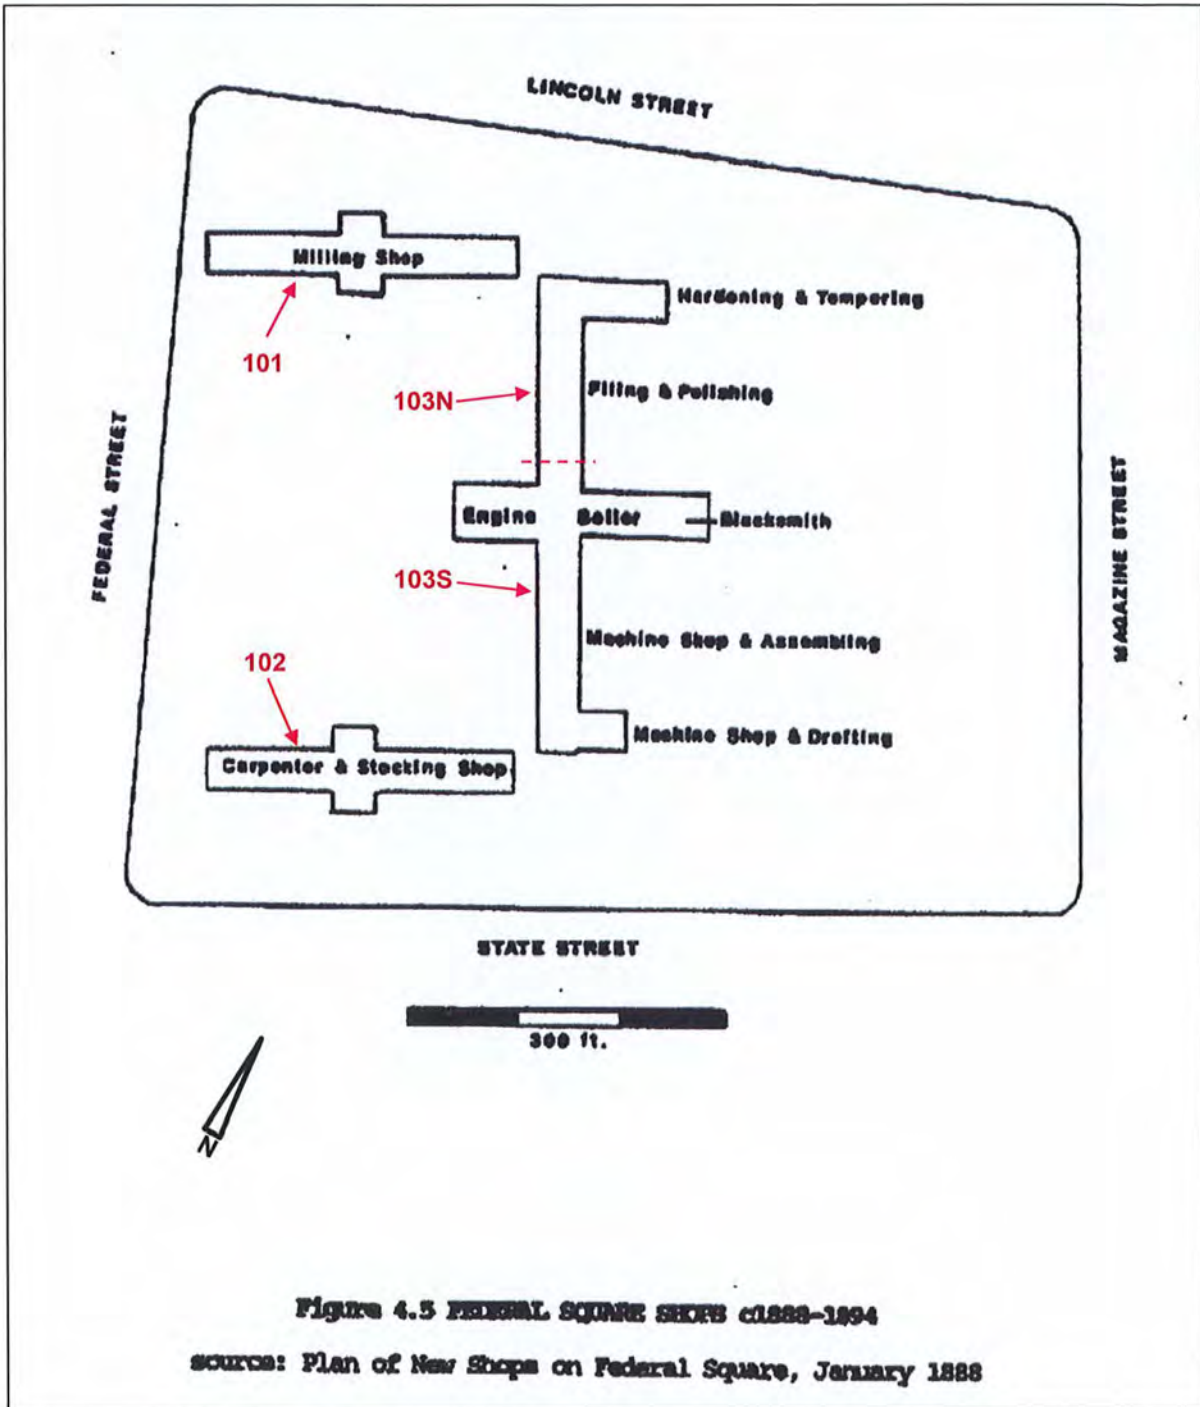 LINCOLN STREET
Milling Shop
101
Hardening & Tempering
103N
Filing & Polishing
FEDERAL STREET
MAGAZINE STREET
Engine
Boiler
Blacksmith
103S
Machine Shop & Assembling
102
Machine Shop & Drafting
Carpenter & Stocking Shop
STATE STREET
300 ft.
N
Figure 4.5 FEDERAL SQUARE SHOPS c1888-1894
source: Plan of New Shops on Federal Square, January 1888